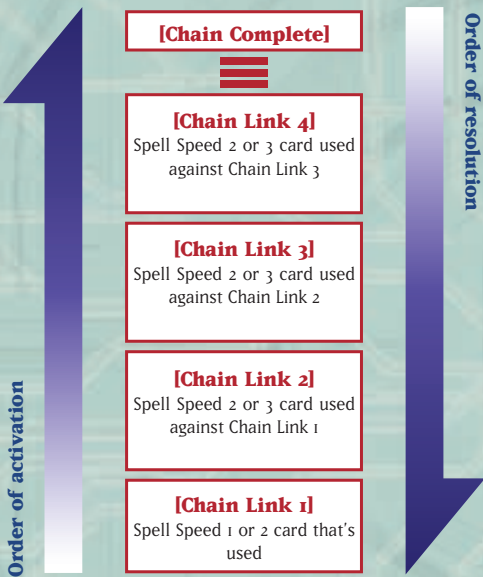 [Chain Complete]
[Chain Link 4]
Spell Speed 2 or 3 card used
against Chain Link 3
[Chain Link 3]
Spell Speed 2 or 3 card used
against Chain Link 2
[Chain Link 2]
Spell Speed 2 or 3 card used
against Chain Link 1
[Chain Link 1]
Spell Speed 1 or 2 card that's
used
Order of activation
Order of resolution